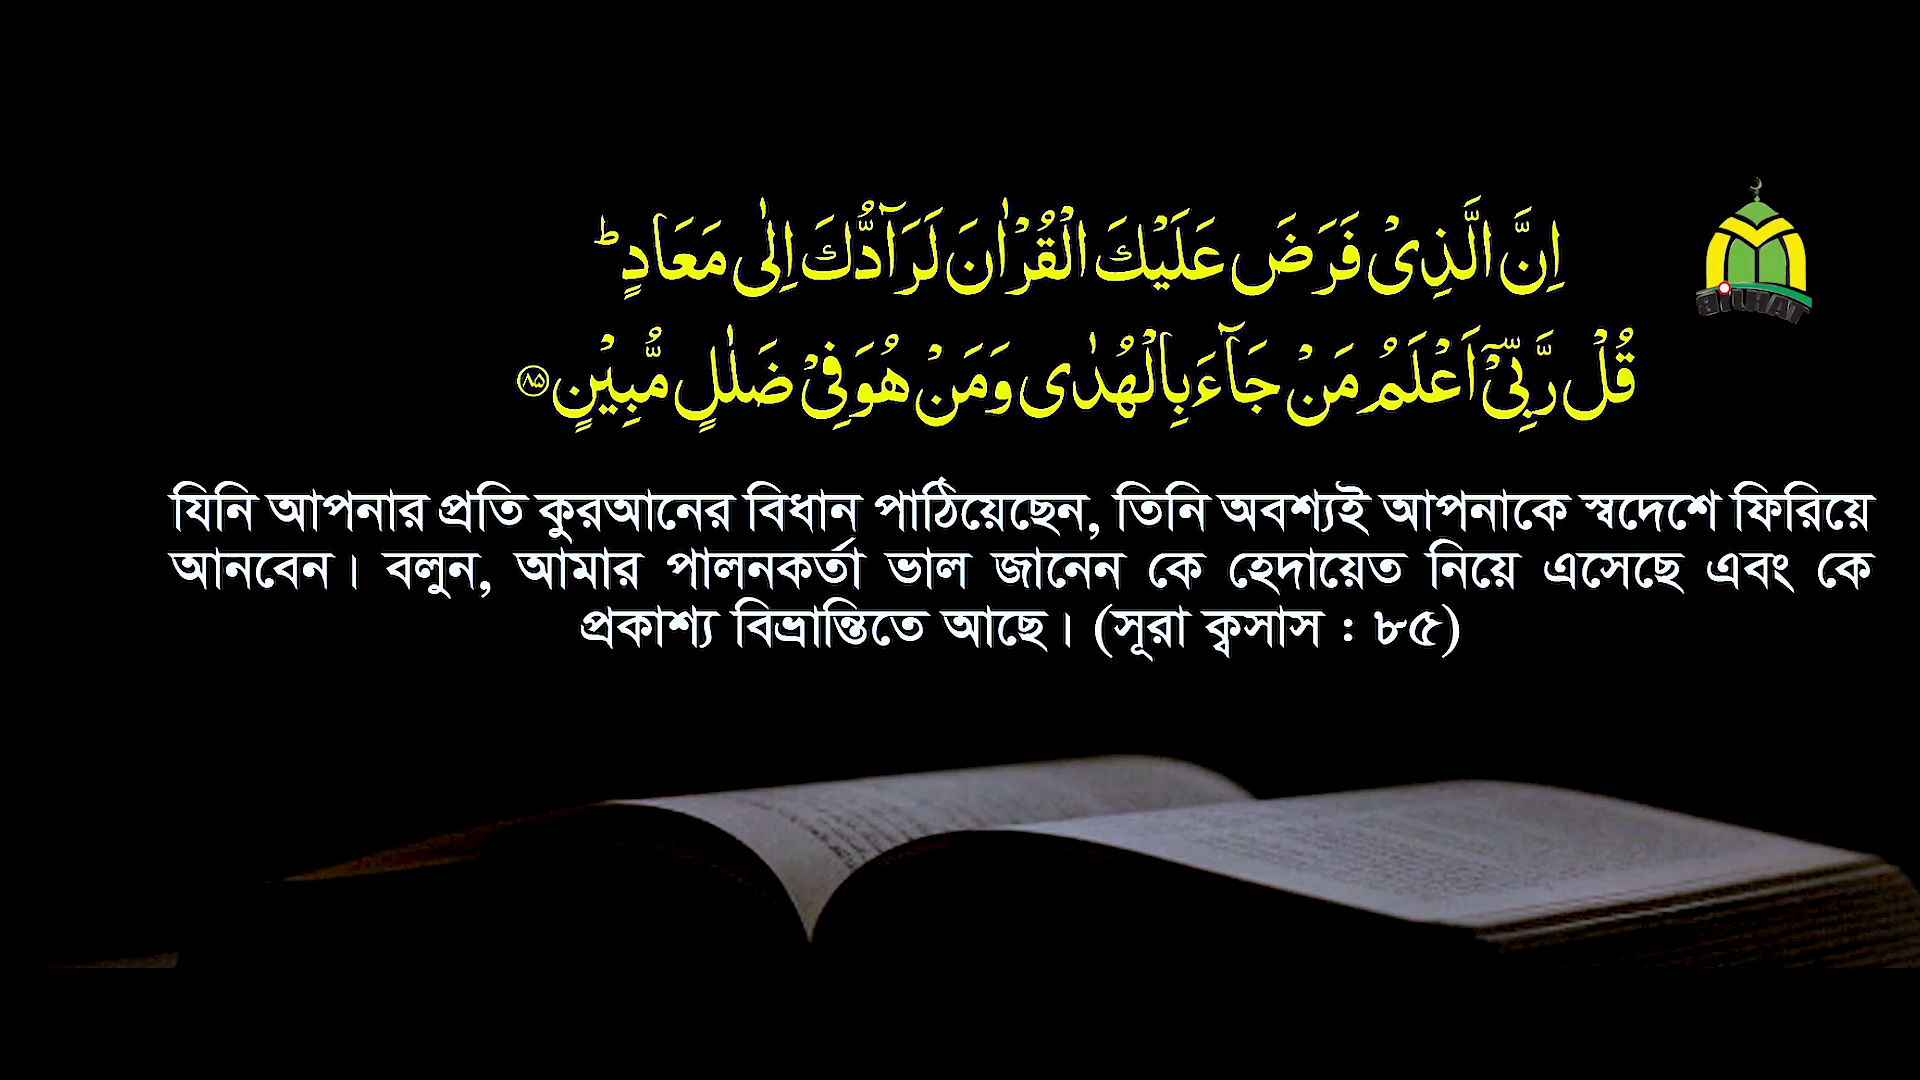 اِنَّ الَّذِیْ فَرَضَ عَلَیْكَ الْقُرْاٰنَ لَرَآدُّكَ اِلٰی مَعَادٍ ؕ
قُلْ رَّبِّیْۤ اَعْلَمُ مَنْ جَآءَ بِالْهُدٰی وَمَنْ هُوَ فِیْ ضَلٰلٍ مُّبِیْنٍ ۸۵
যিনি আপনার প্রতি কুরআনের বিধান পাঠিয়েছেন, তিনি অবশ্যই আপনাকে স্বদেশে ফিরিয়ে
আনবেন। বলুন, আমার পালনকর্তা ভাল জানেন কে হেদায়েত নিয়ে এসেছে এবং কে
প্রকাশ্য বিভ্রান্তিতে আছে। (সূরা ক্বসাস : ৮৫)